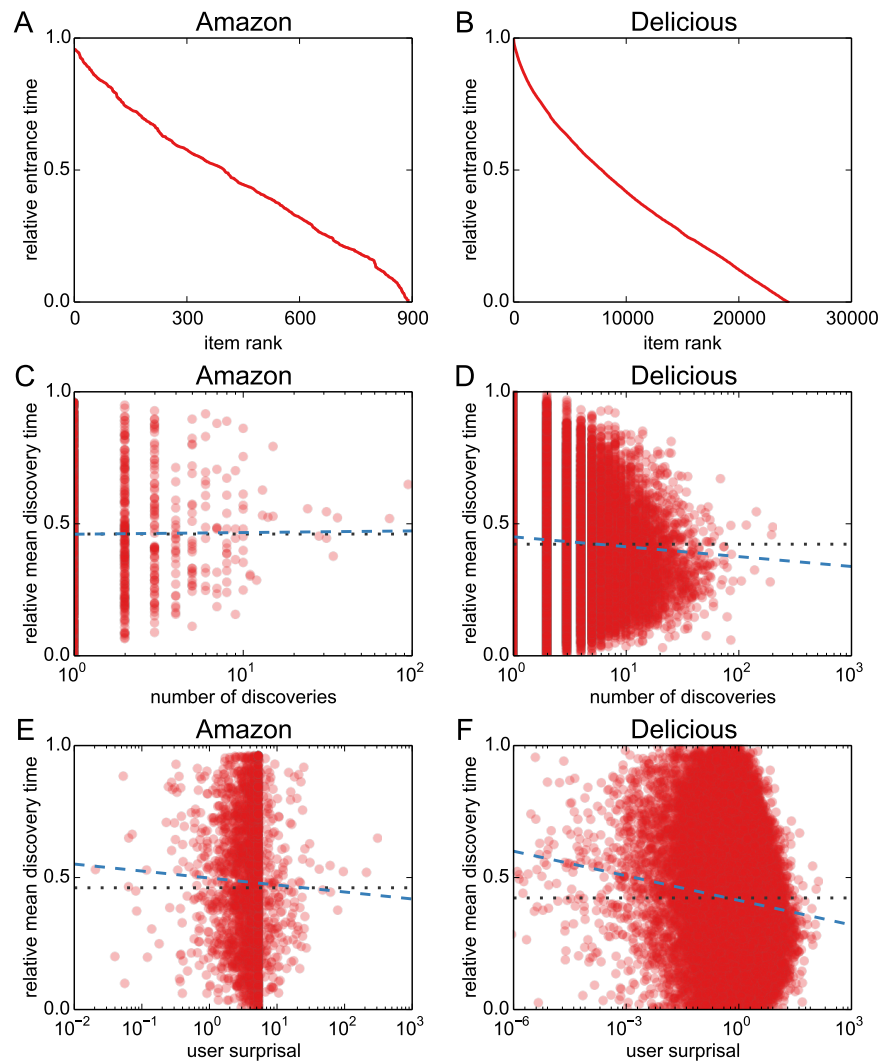 A Amazon
relative entrance time
1.0
0.5
0.0
0 300 600 900
item rank
B Delicious
relative entrance time
1.0
0.5
0.0
0 10000 20000 30000
item rank
C Amazon
relative mean discovery time
1.0
0.5
0.0
10^0 10^1 10^2
number of discoveries
D Delicious
relative mean discovery time
1.0
0.5
0.0
10^0 10^1 10^2 10^3
number of discoveries
E Amazon
relative mean discovery time
1.0
0.5
0.0
10^−2 10^−1 10^0 10^1 10^2 10^3
user surprisal
F Delicious
relative mean discovery time
1.0
0.5
0.0
10^−6 10^−3 10^0 10^3
user surprisal